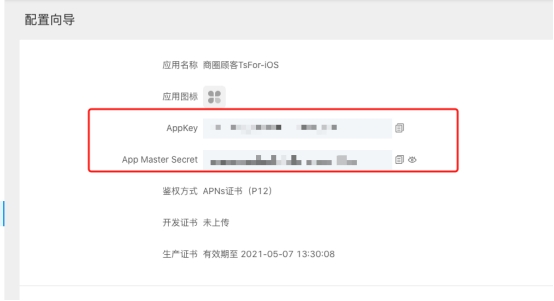 配置向导
应用名称 商圈顾客TsFor-iOS
应用图标
AppKey
App Master Secret
鉴权方式 APNs证书（P12）
开发证书 未上传
生产证书 有效期至 2021-05-07 13:30:08